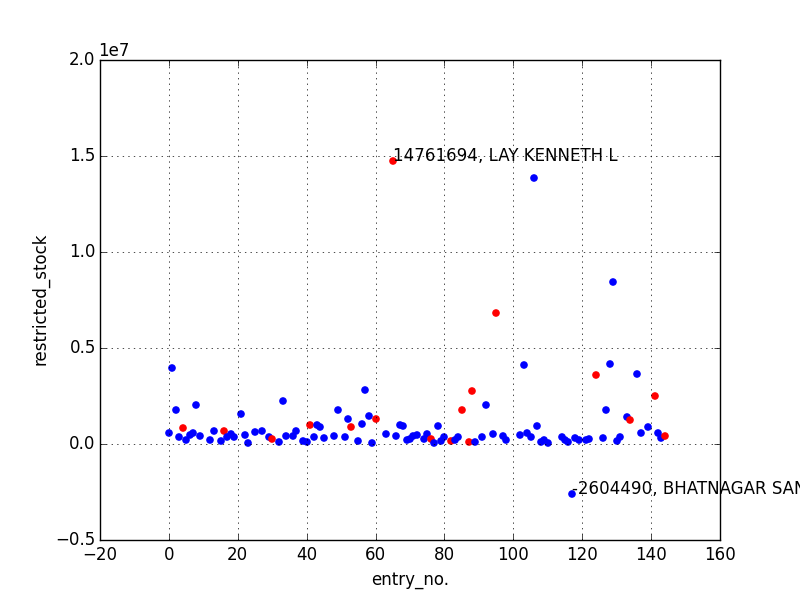 1e7
2.0
1.5
14761694, LAY KENNETH L
1.0
restricted_stock
0.5
0.0
-2604490, BHATNAGAR SAN
−0.5
−20 0 20 40 60 80 100 120 140 160
entry_no.